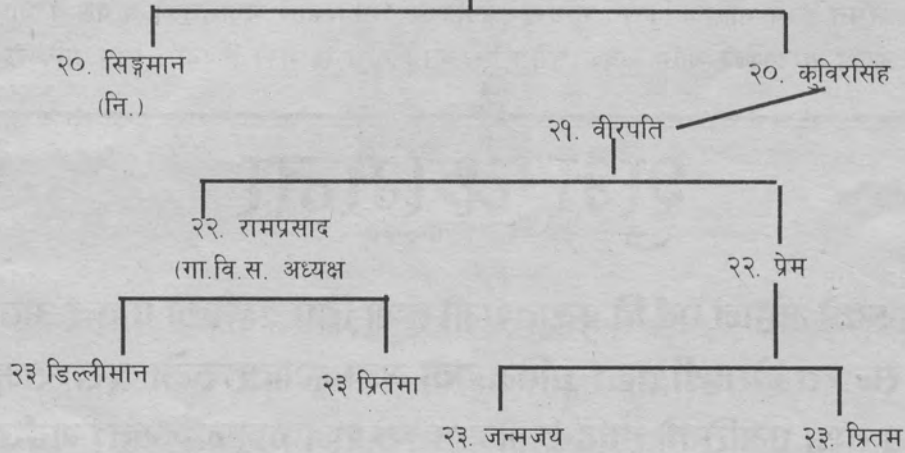 २०. सिङ्गमान
(नि.)
२०. कुविरसिंह
२१. वीरपति
२२. रामप्रसाद
(गा.वि.स. अध्यक्ष
२२. प्रेम
२३ डिल्लीमान
२३ प्रितमा
२३. जन्मजय
२३. प्रितम